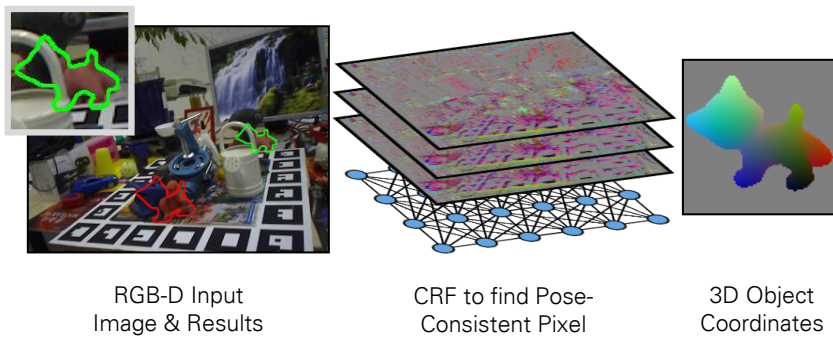 RGB-D Input
Image & Results
CRF to find Pose-
Consistent Pixel
3D Object
Coordinates